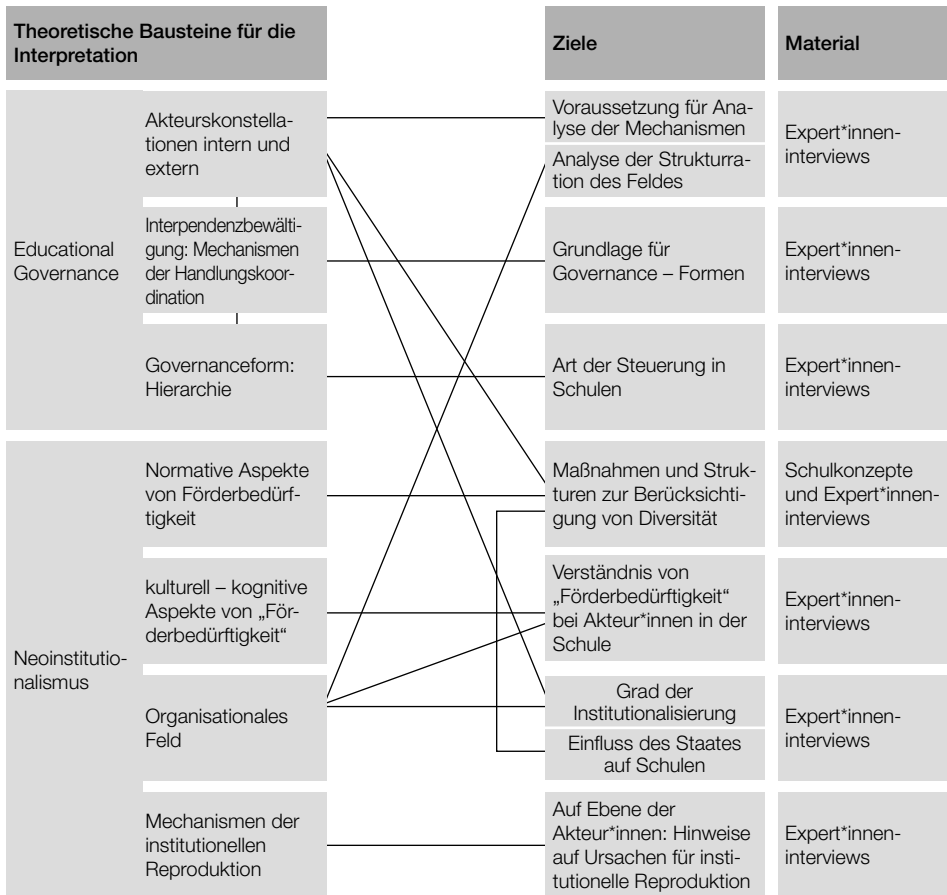 Theoretische Bausteine für die
Interpretation
Ziele
Material
Educational
Governance
Akteurskonstella-
tionen intern und
extern
Voraussetzung für Ana-
lyse der Mechanismen
Analyse der Strukturra-
tion des Feldes
Expert*innen-
interviews
Interpendenzbewälti-
gung: Mechanismen
der Handlungskoor-
dination
Grundlage für
Governance – Formen
Expert*innen-
interviews
Governanceform:
Hierarchie
Art der Steuerung in
Schulen
Expert*innen-
interviews
Neoinstitutio-
nalismus
Normative Aspekte
von Förderbedürf-
tigkeit
Maßnahmen und Struk-
turen zur Berücksichti-
gung von Diversität
Schulkonzepte
und Expert*innen-
interviews
kulturell – kognitive
Aspekte von „För-
derbedürftigkeit“
Verständnis von
„Förderbedürftigkeit“
bei Akteur*innen in der
Schule
Expert*innen-
interviews
Organisationales
Feld
Grad der
Institutionalisierung
Einfluss des Staates
auf Schulen
Expert*innen-
interviews
Mechanismen der
institutionellen
Reproduktion
Auf Ebene der
Akteur*innen: Hinweise
auf Ursachen für insti-
tutionelle Reproduktion
Expert*innen-
interviews